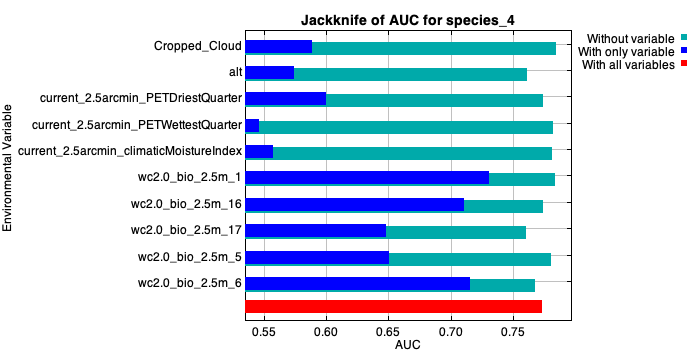 Jackknife of AUC for species_4
Without variable
With only variable
With all variables
Environmental Variable
Cropped_Cloud
alt
current_2.5arcmin_PETDriestQuarter
current_2.5arcmin_PETWettestQuarter
current_2.5arcmin_climaticMoistureIndex
wc2.0_bio_2.5m_1
wc2.0_bio_2.5m_16
wc2.0_bio_2.5m_17
wc2.0_bio_2.5m_5
wc2.0_bio_2.5m_6
0.55 0.60 0.65 0.70 0.75
AUC